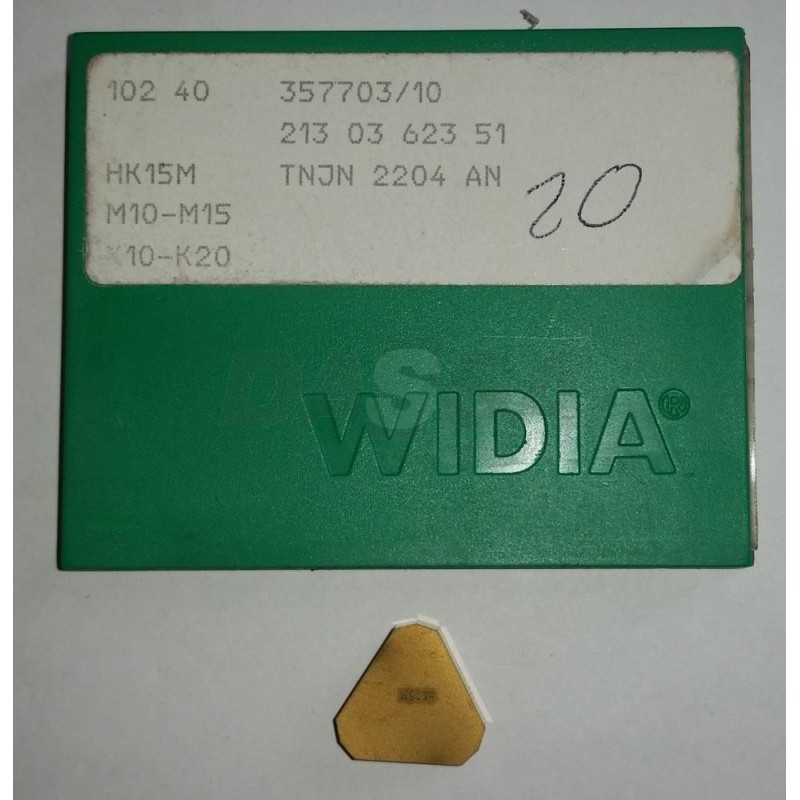 102 40 357703/10
213 03 623 51
HK15M TNJN 2204 AN
20
M10-M15
K10-K20
WIDIA®